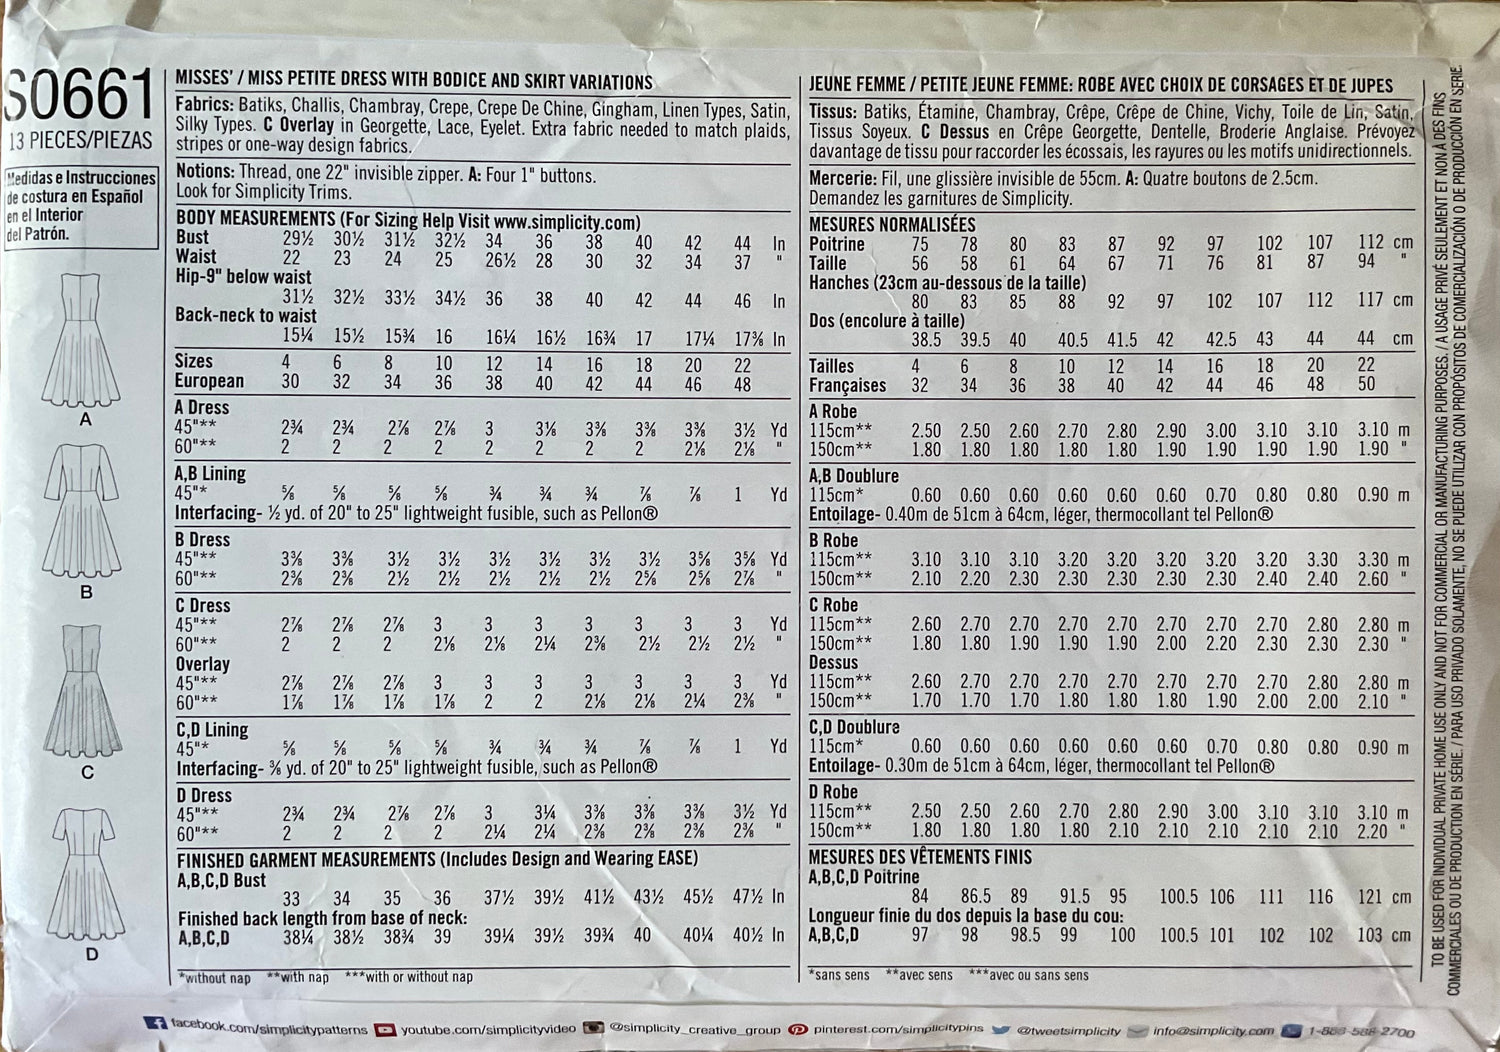 S0661
13 PIECES/PIEZAS
Medidas e Instrucciones
de costura en Español
en el Interior
del Patrón.
A
B
C
D
MISSES' / MISS PETITE DRESS WITH BODICE AND SKIRT VARIATIONS
Fabrics: Batiks, Challis, Chambray, Crepe, Crepe De Chine, Gingham, Linen Types, Satin,
Silky Types. C Overlay in Georgette, Lace, Eyelet. Extra fabric needed to match plaids,
stripes or one-way design fabrics.
Notions: Thread, one 22" invisible zipper. A: Four 1" buttons.
Look for Simplicity Trims.
BODY MEASUREMENTS (For Sizing Help Visit www.simplicity.com)
Bust 29½ 30½ 31½ 32½ 34 36 38 40 42 44 In
Waist 22 23 24 25 26½ 28 30 32 34 37 "
Hip-9" below waist
31½ 32½ 33½ 34½ 36 38 40 42 44 46 In
Back-neck to waist
15¼ 15½ 15¾ 16 16¼ 16½ 16¾ 17 17¼ 17⅜ In
Sizes 4 6 8 10 12 14 16 18 20 22
European 30 32 34 36 38 40 42 44 46 48
A Dress
45"** 2¾ 2¾ 2⅞ 2⅞ 3 3⅛ 3⅜ 3⅜ 3⅜ 3½ Yd
60"** 2 2 2 2 2 2 2 2 2⅛ 2⅛ "
A,B Lining
45"* ⅝ ⅝ ⅝ ⅝ ¾ ¾ ¾ ⅞ ⅞ 1 Yd
Interfacing- ½ yd. of 20" to 25" lightweight fusible, such as Pellon®
B Dress
45"** 3⅜ 3⅜ 3½ 3½ 3½ 3½ 3½ 3½ 3⅝ 3⅝ Yd
60"** 2⅜ 2⅜ 2½ 2½ 2½ 2½ 2½ 2⅝ 2⅝ 2⅞ "
C Dress
45"** 2⅞ 2⅞ 2⅞ 3 3 3 3 3 3 3 Yd
60"** 2 2 2 2⅛ 2⅛ 2¼ 2⅜ 2½ 2½ 2½ "
Overlay
45"** 2⅞ 2⅞ 2⅞ 3 3 3 3 3 3 3 Yd
60"** 1⅞ 1⅞ 1⅞ 1⅞ 2 2 2⅛ 2⅛ 2¼ 2⅜ "
C,D Lining
45"* ⅝ ⅝ ⅝ ⅝ ¾ ¾ ¾ ⅞ ⅞ 1 Yd
Interfacing- ⅜ yd. of 20" to 25" lightweight fusible, such as Pellon®
D Dress
45"** 2¾ 2¾ 2⅞ 2⅞ 3 3¼ 3⅜ 3⅜ 3⅜ 3½ Yd
60"** 2 2 2 2 2¼ 2¼ 2⅜ 2⅜ 2⅜ 2⅜ "
FINISHED GARMENT MEASUREMENTS (Includes Design and Wearing EASE)
A,B,C,D Bust
33 34 35 36 37½ 39½ 41½ 43½ 45½ 47½ In
Finished back length from base of neck:
A,B,C,D 38¼ 38½ 38¾ 39 39¼ 39½ 39¾ 40 40¼ 40½ In
*without nap **with nap ***with or without nap
JEUNE FEMME / PETITE JEUNE FEMME: ROBE AVEC CHOIX DE CORSAGES ET DE JUPES
Tissus: Batiks, Étamine, Chambray, Crêpe, Crêpe de Chine, Vichy, Toile de Lin, Satin,
Tissus Soyeux. C Dessus en Crêpe Georgette, Dentelle, Broderie Anglaise. Prévoyez
davantage de tissu pour raccorder les écossais, les rayures ou les motifs unidirectionnels.
Mercerie: Fil, une glissière invisible de 55cm. A: Quatre boutons de 2.5cm.
Demandez les garnitures de Simplicity.
MESURES NORMALISÉES
Poitrine 75 78 80 83 87 92 97 102 107 112 cm
Taille 56 58 61 64 67 71 76 81 87 94 "
Hanches (23cm au-dessous de la taille)
80 83 85 88 92 97 102 107 112 117 cm
Dos (encolure à taille)
38.5 39.5 40 40.5 41.5 42 42.5 43 44 44 cm
Tailles 4 6 8 10 12 14 16 18 20 22
Françaises 32 34 36 38 40 42 44 46 48 50
A Robe
115cm** 2.50 2.50 2.60 2.70 2.80 2.90 3.00 3.10 3.10 3.10 m
150cm** 1.80 1.80 1.80 1.80 1.80 1.90 1.90 1.90 1.90 1.90 "
A,B Doublure
115cm* 0.60 0.60 0.60 0.60 0.60 0.60 0.70 0.80 0.80 0.90 m
Entoilage- 0.40m de 51cm à 64cm, léger, thermocollant tel Pellon®
B Robe
115cm** 3.10 3.10 3.10 3.20 3.20 3.20 3.20 3.20 3.30 3.30 m
150cm** 2.10 2.20 2.30 2.30 2.30 2.30 2.30 2.40 2.40 2.60 "
C Robe
115cm** 2.60 2.70 2.70 2.70 2.70 2.70 2.70 2.70 2.80 2.80 m
150cm** 1.80 1.80 1.90 1.90 1.90 2.00 2.20 2.30 2.30 2.30 "
Dessus
115cm** 2.60 2.70 2.70 2.70 2.70 2.70 2.70 2.70 2.80 2.80 m
150cm** 1.70 1.70 1.70 1.80 1.80 1.80 1.90 2.00 2.00 2.10 "
C,D Doublure
115cm* 0.60 0.60 0.60 0.60 0.60 0.60 0.70 0.80 0.80 0.90 m
Entoilage- 0.30m de 51cm à 64cm, léger, thermocollant tel Pellon®
D Robe
115cm** 2.50 2.50 2.60 2.70 2.80 2.90 3.00 3.10 3.10 3.10 m
150cm** 1.80 1.80 1.80 1.80 2.10 2.10 2.10 2.10 2.10 2.20 "
MESURES DES VÊTEMENTS FINIS
A,B,C,D Poitrine
84 86.5 89 91.5 95 100.5 106 111 116 121 cm
Longueur finie du dos depuis la base du cou:
A,B,C,D 97 98 98.5 99 100 100.5 101 102 102 103 cm
*sans sens **avec sens ***avec ou sans sens
TO BE USED FOR INDIVIDUAL PRIVATE HOME USE ONLY AND NOT FOR COMMERCIAL OR MANUFACTURING PURPOSES. / A USAGE PRIVÉ SEULEMENT ET NON À DES FINS
COMMERCIALES OU DE PRODUCTION EN SÉRIE. / PARA USO PRIVADO SOLAMENTE, NO SE PUEDE UTILIZAR CON PROPÓSITOS DE COMERCIALIZACIÓN O DE PRODUCCIÓN EN SERIE.
facebook.com/simplicitypatterns youtube.com/simplicityvideo @simplicity_creative_group pinterest.com/simplicitypins @tweetsimplicity info@simplicity.com 1-888-588-2700